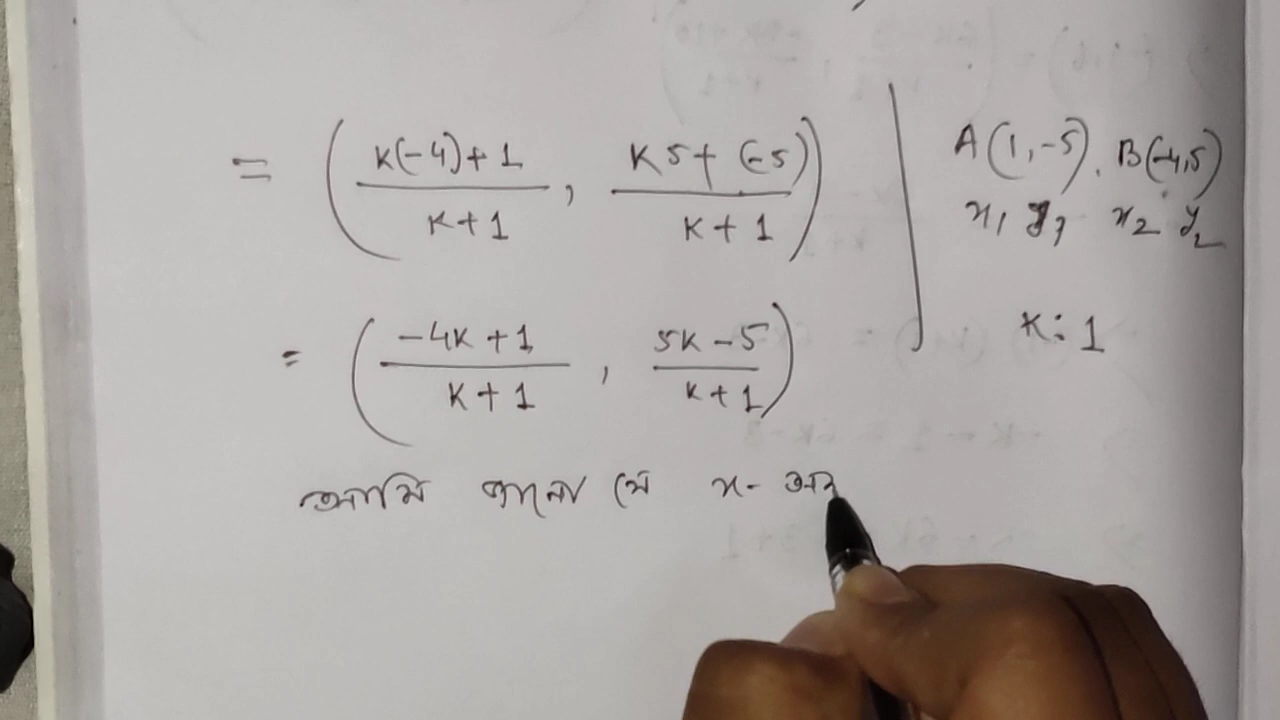 = ( K(-4)+1 / K+1 , K5+(-5) / K+1 )
= ( -4K+1 / K+1 , 5K-5 / K+1 )
আমি জানো যে x-
A(1,-5). B(-4,5)
x₁ y₁ x₂ y₂
K:1